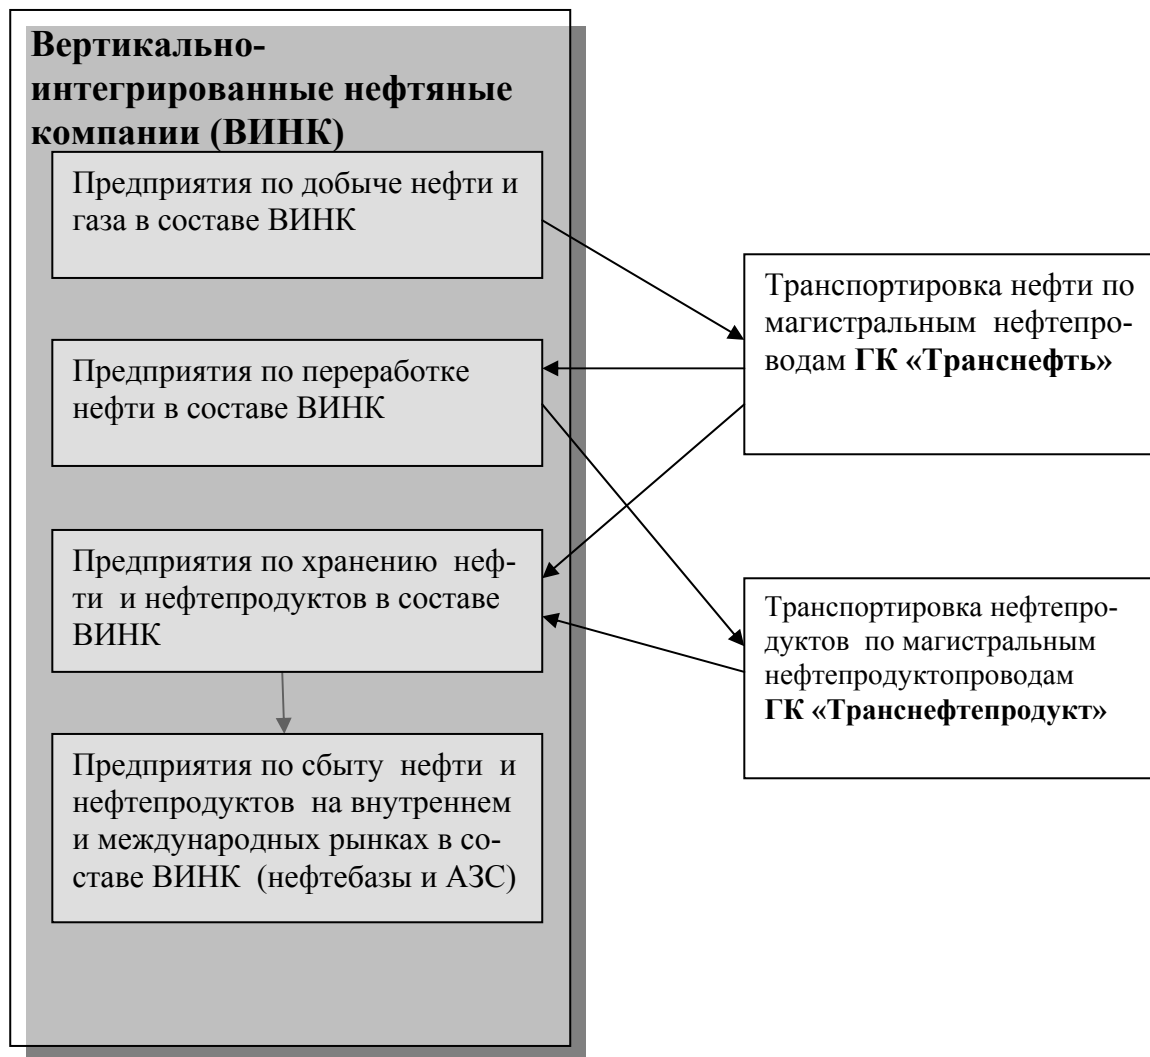 Вертикально-
интегрированные нефтяные
компании (ВИНК)
Предприятия по добыче нефти и
газа в составе ВИНК
Предприятия по переработке
нефти в составе ВИНК
Предприятия по хранению неф-
ти и нефтепродуктов в составе
ВИНК
Предприятия по сбыту нефти и
нефтепродуктов на внутреннем
и международных рынках в со-
ставе ВИНК (нефтебазы и АЗС)
Транспортировка нефти по
магистральным нефтепро-
водам ГК «Транснефть»
Транспортировка нефтепро-
дуктов по магистральным
нефтепродуктопроводам
ГК «Транснефтепродукт»